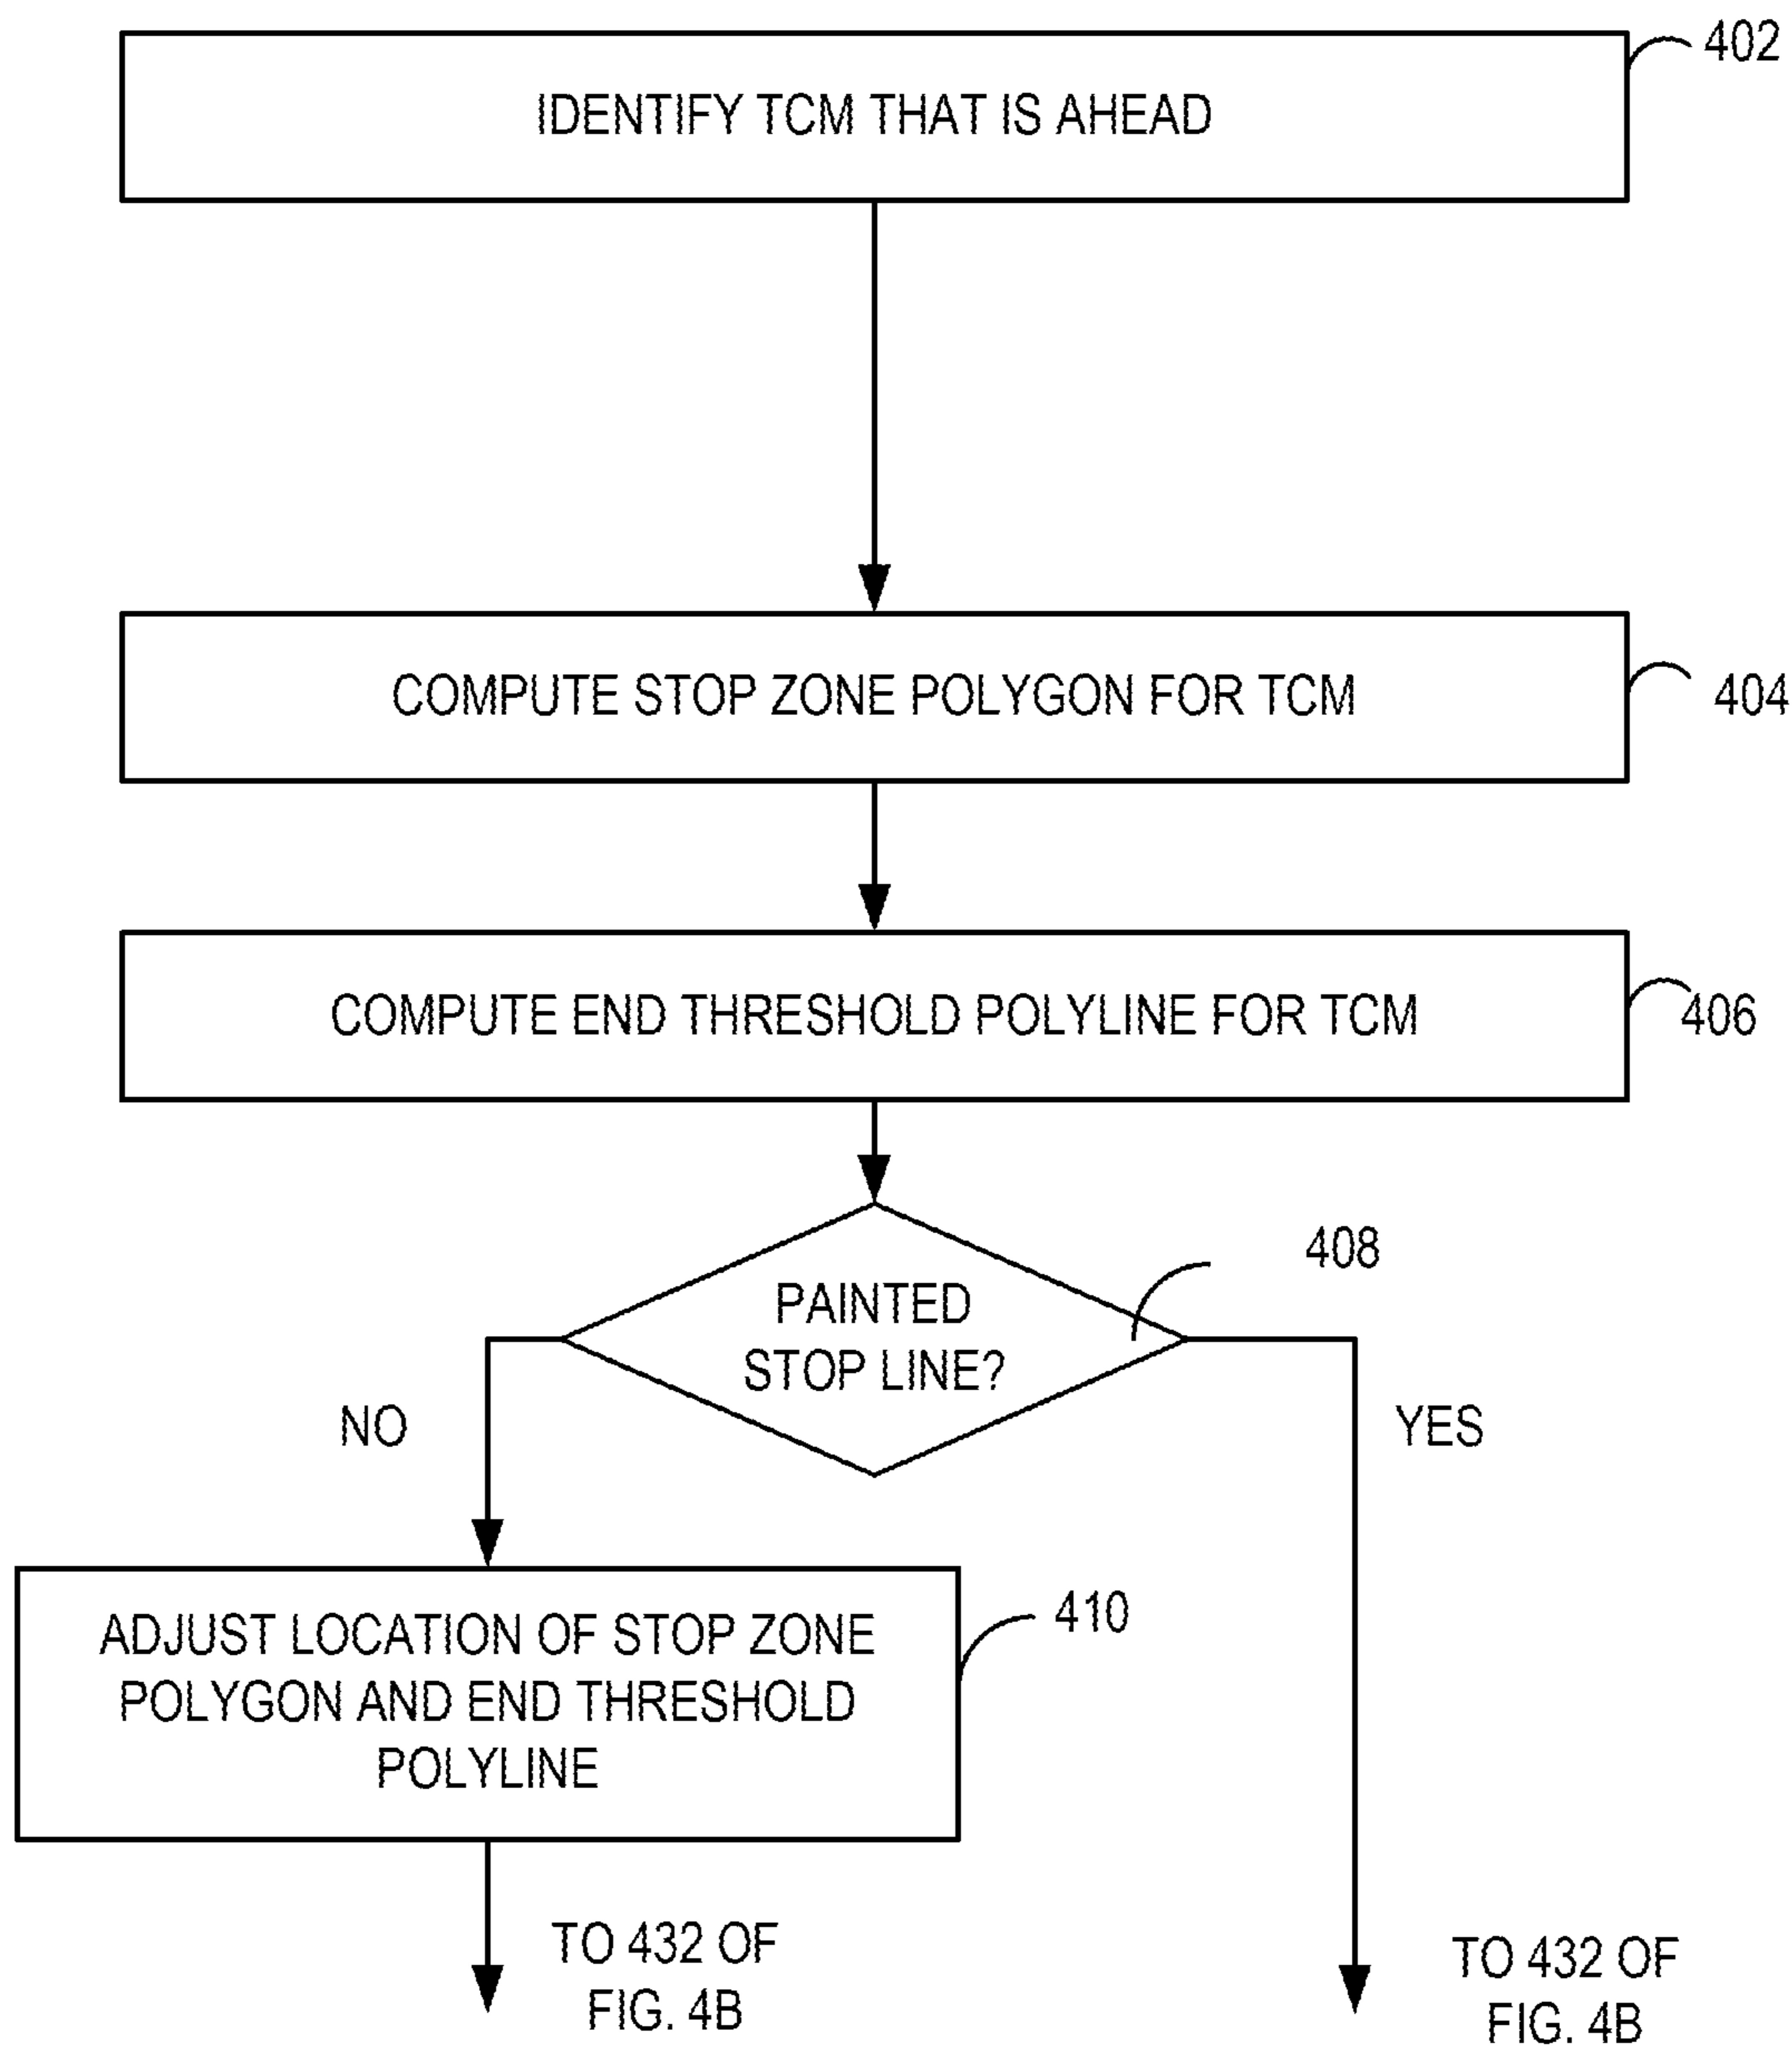 402
IDENTIFY TCM THAT IS AHEAD
COMPUTE STOP ZONE POLYGON FOR TCM
404
COMPUTE END THRESHOLD POLYLINE FOR TCM
406
408
PAINTED
STOP LINE?
NO
YES
410
ADJUST LOCATION OF STOP ZONE
POLYGON AND END THRESHOLD
POLYLINE
TO 432 OF
FIG. 4B
TO 432 OF
FIG. 4B